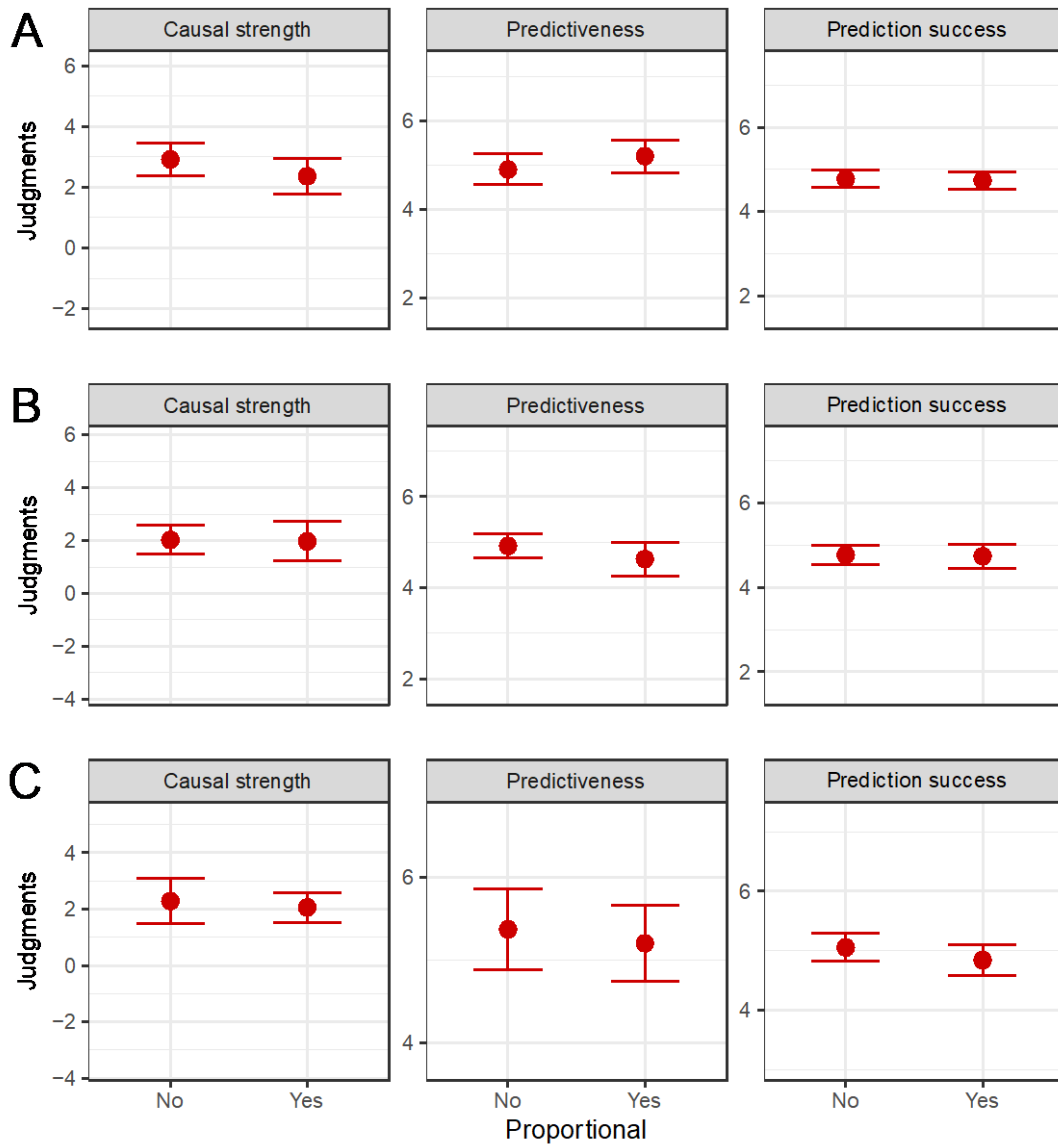 A
Causal strength
Predictiveness
Prediction success
Judgments
6
4
2
0
−2
6
4
2
6
4
2
B
Causal strength
Predictiveness
Prediction success
Judgments
6
4
2
0
−2
−4
6
4
2
6
4
2
C
Causal strength
Predictiveness
Prediction success
Judgments
4
2
0
−2
−4
6
4
6
4
No Yes
No Yes
No Yes
Proportional